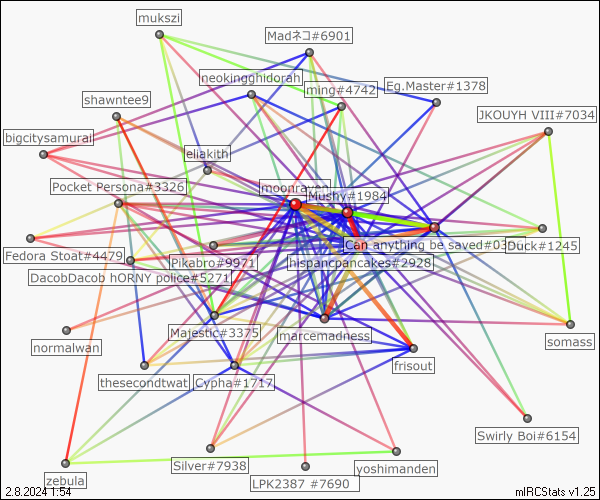 mukszi
Madネコ#6901
neokingghidorah
ming#4742
Eg.Master#1378
shawntee9
JKOUYH VIII#7034
bigcitysamurai
eliakith
Pocket Persona#3326
moonraven
Mushy#1984
Fedora Stoat#4479
Pikabro#9971
Can anything be saved#03
Duck#1245
DacobDacob hORNY police#5271
hispancpancakes#2928
Majestic#3375
marcemadness
normalwan
frisout
somass
thesecondtwat
Cypha#1717
Swirly Boi#6154
Silver#7938
yoshimanden
zebula
LPK2387 #7690
2.8.2024 1:54
mIRCStats v1.25